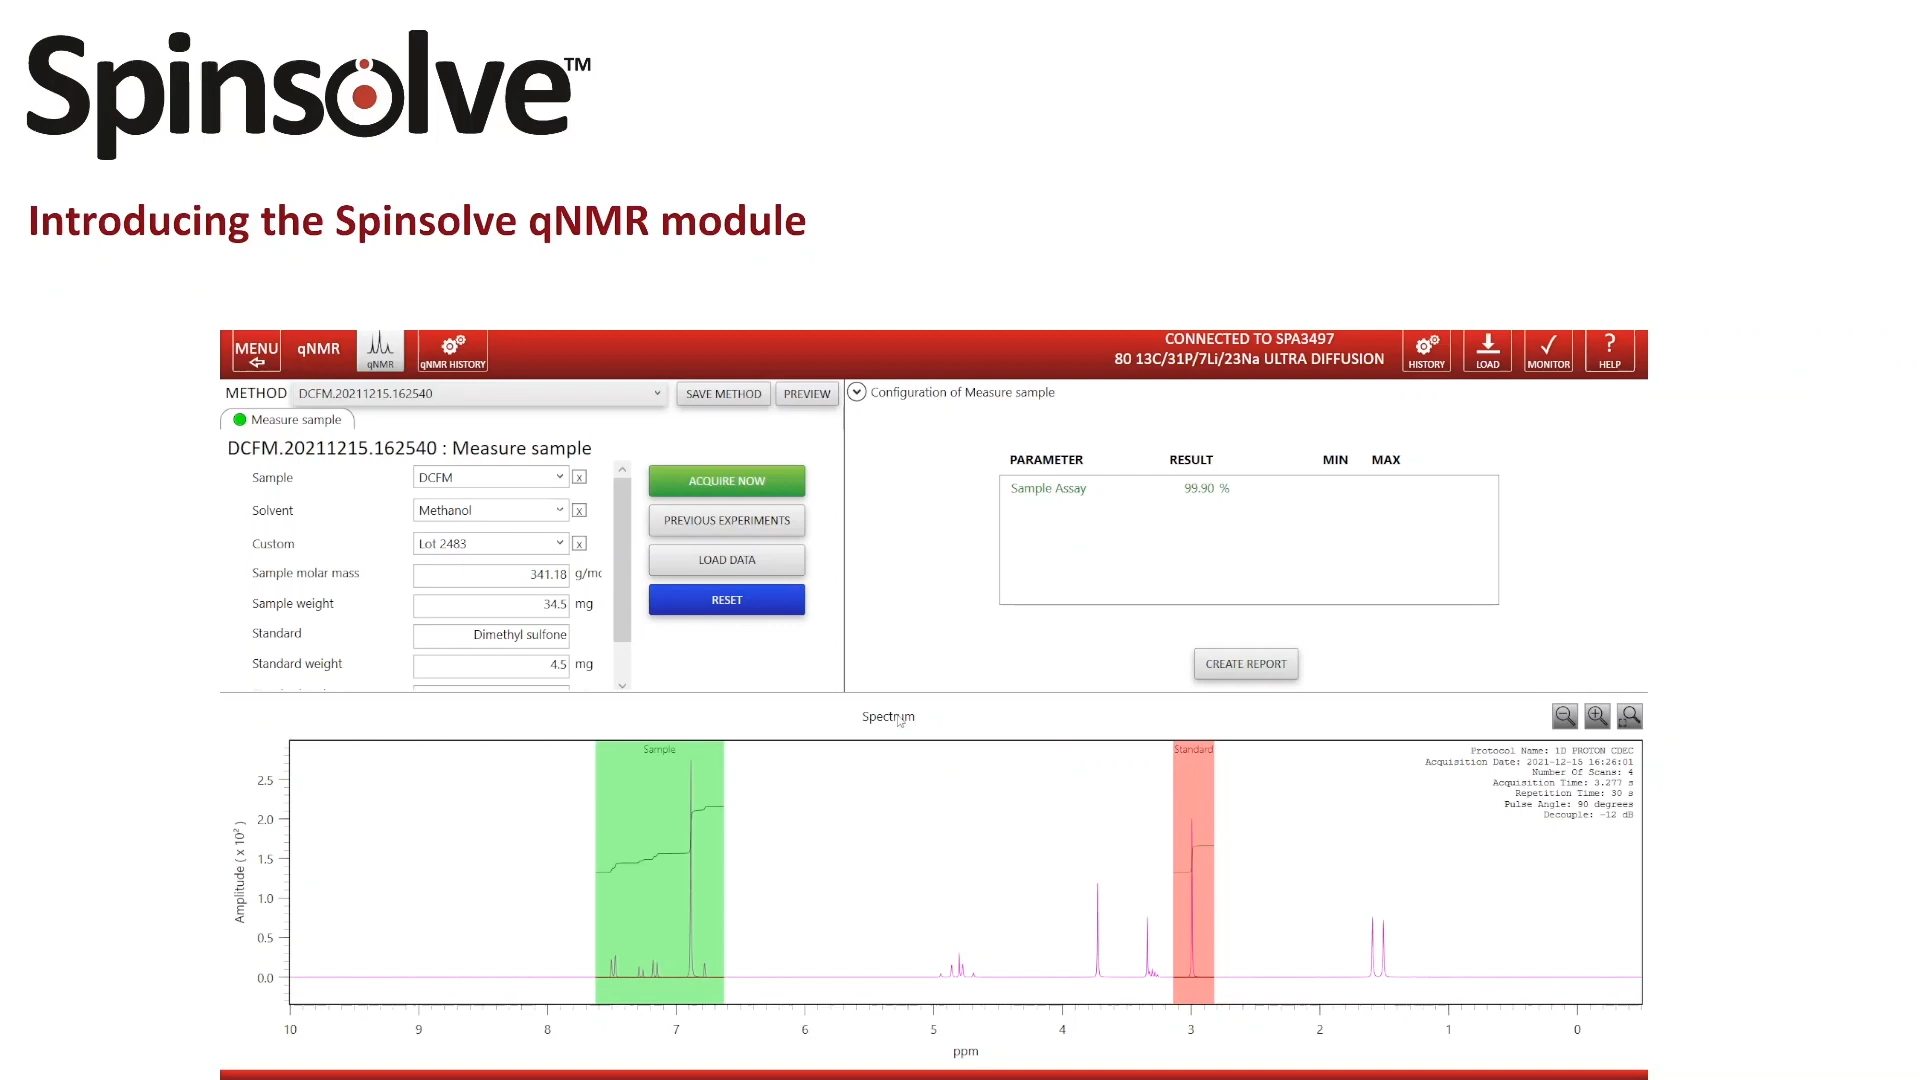 Spinsolve™
Introducing the Spinsolve qNMR module
MENU
qNMR
qNMR
qNMR HISTORY
CONNECTED TO SPA3497
80 13C/31P/7Li/23Na ULTRA DIFFUSION
HISTORY
LOAD
MONITOR
?
HELP
METHOD DCFM.20211215.162540
SAVE METHOD
PREVIEW
Configuration of Measure sample
Measure sample
DCFM.20211215.162540 : Measure sample
Sample DCFM x
Solvent Methanol x
Custom Lot 2483 x
Sample molar mass 341.18 g/mo
Sample weight 34.5 mg
Standard Dimethyl sulfone
Standard weight 4.5 mg
ACQUIRE NOW
PREVIOUS EXPERIMENTS
LOAD DATA
RESET
PARAMETER RESULT MIN MAX
Sample Assay 99.90 %
CREATE REPORT
Spectrum
Sample
Standard
Protocol Name: 1D PROTON CDEC
Acquisition Date: 2021-12-15 16:26:01
Number Of Scans: 4
Acquisition Time: 3.277 s
Repetition Time: 30 s
Pulse Angle: 90 degrees
Decouple: -12 dB
Amplitude ( x 10² )
2.5
2.0
1.5
1.0
0.5
0.0
10 9 8 7 6 5 4 3 2 1 0
ppm